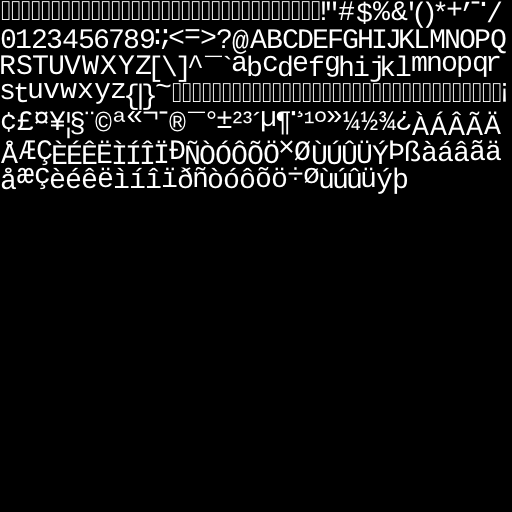 !"#$%&'()*+,-./
0123456789:;<=>?@ABCDEFGHIJKLMNOPQ
RSTUVWXYZ[\]^_`abcdefghijklmnopqr
stuvwxyz{|}~¡
¢£¤¥¦§¨©ª«¬-®¯°±²³´µ¶·¸¹º»¼½¾¿ÀÁÂÃÄ
ÅÆÇÈÉÊËÌÍÎÏÐÑÒÓÔÕÖ×ØÙÚÛÜÝÞßàáâãä
åæçèéêëìíîïðñòóôõö÷øùúûüýþ